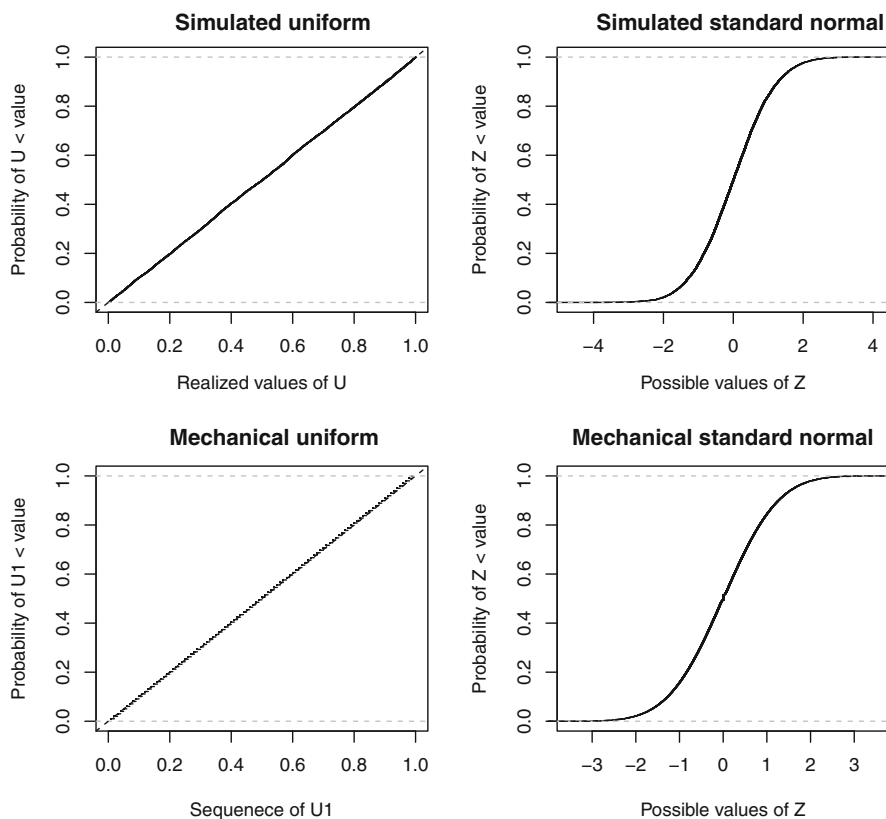 Simulated uniform
Probability of U < value
0.0 0.2 0.4 0.6 0.8 1.0
0.0 0.2 0.4 0.6 0.8 1.0
Realized values of U
Simulated standard normal
Probability of Z < value
0.0 0.2 0.4 0.6 0.8 1.0
−4 −2 0 2 4
Possible values of Z
Mechanical uniform
Probability of U1 < value
0.0 0.2 0.4 0.6 0.8 1.0
0.0 0.2 0.4 0.6 0.8 1.0
Sequenece of U1
Mechanical standard normal
Probability of Z < value
0.0 0.2 0.4 0.6 0.8 1.0
−3 −2 −1 0 1 2 3
Possible values of Z